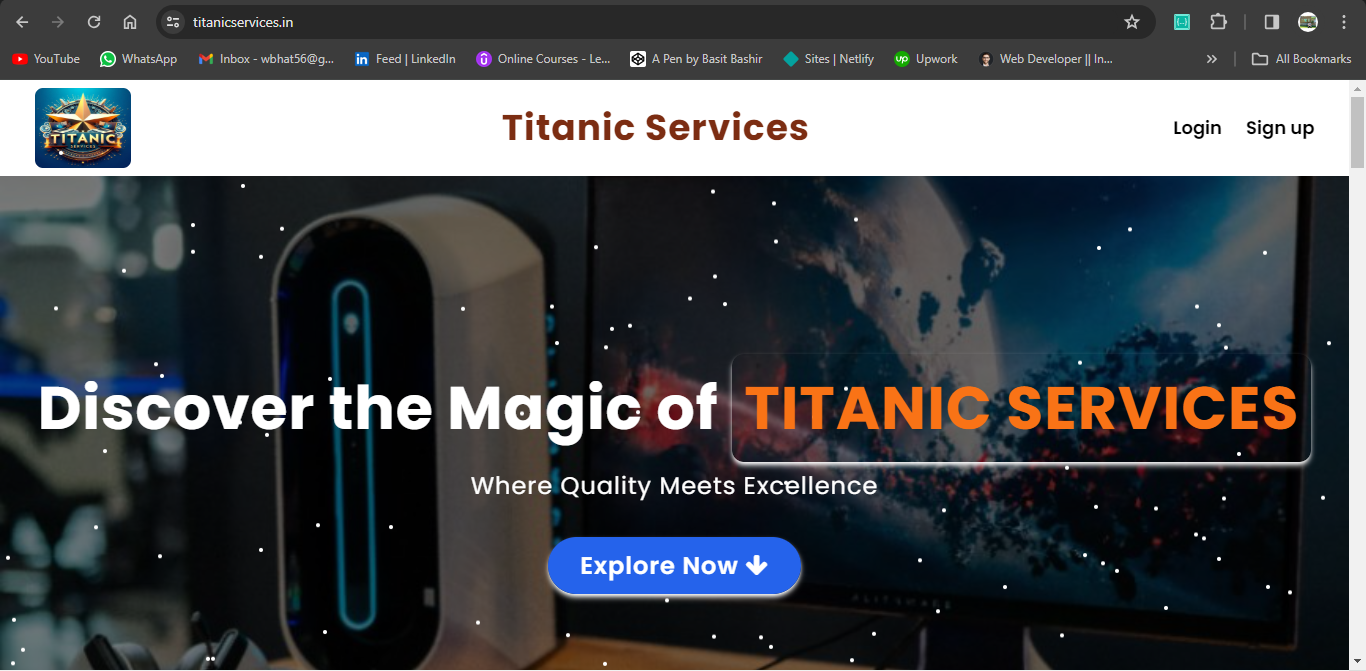 titanicservices.in
YouTube
WhatsApp
Inbox - wbhat56@g...
Feed | LinkedIn
Online Courses - Le...
A Pen by Basit Bashir
Sites | Netlify
Upwork
Web Developer || In...
All Bookmarks
TITANIC
SERVICES
Titanic Services
Login
Sign up
Discover the Magic of TITANIC SERVICES
Where Quality Meets Excellence
Explore Now
ALIENWARE